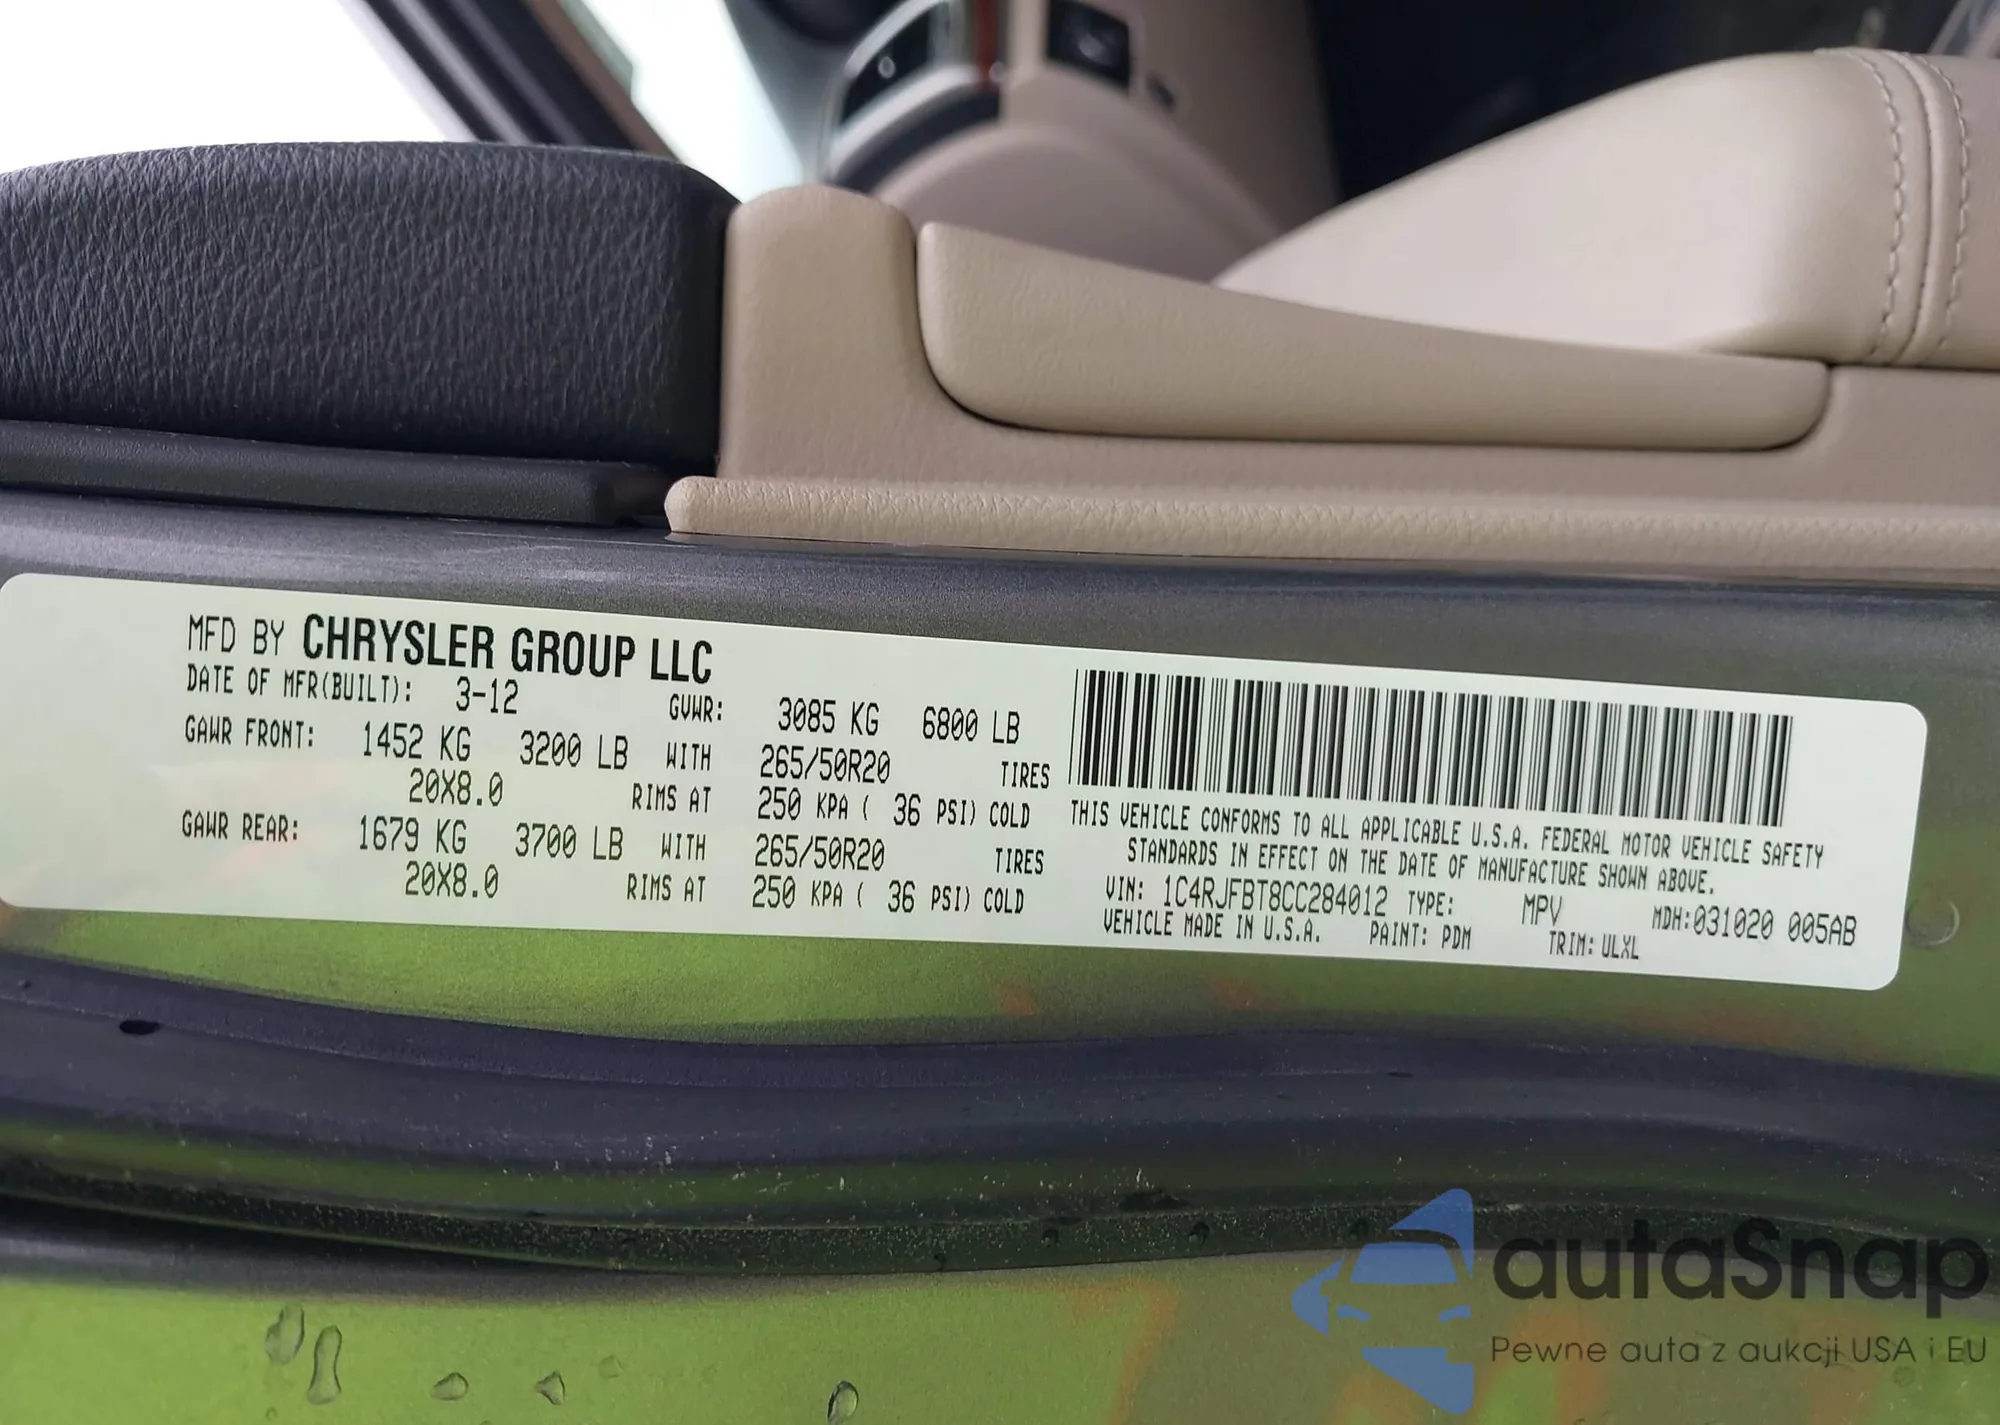 MFD BY CHRYSLER GROUP LLC
DATE OF MFR(BUILT): 3-12 GVWR: 3085 KG 6800 LB
GAWR FRONT: 1452 KG 3200 LB WITH 265/50R20 TIRES
20X8.0 RIMS AT 250 KPA ( 36 PSI) COLD
GAWR REAR: 1679 KG 3700 LB WITH 265/50R20 TIRES
20X8.0 RIMS AT 250 KPA ( 36 PSI) COLD
THIS VEHICLE CONFORMS TO ALL APPLICABLE U.S.A. FEDERAL MOTOR VEHICLE SAFETY
STANDARDS IN EFFECT ON THE DATE OF MANUFACTURE SHOWN ABOVE.
VIN: 1C4RJFBT8CC284012 TYPE: MPV MDH:031020 005AB
VEHICLE MADE IN U.S.A. PAINT: PDM TRIM: ULXL
autaSnap
Pewne auta z aukcji USA i EU